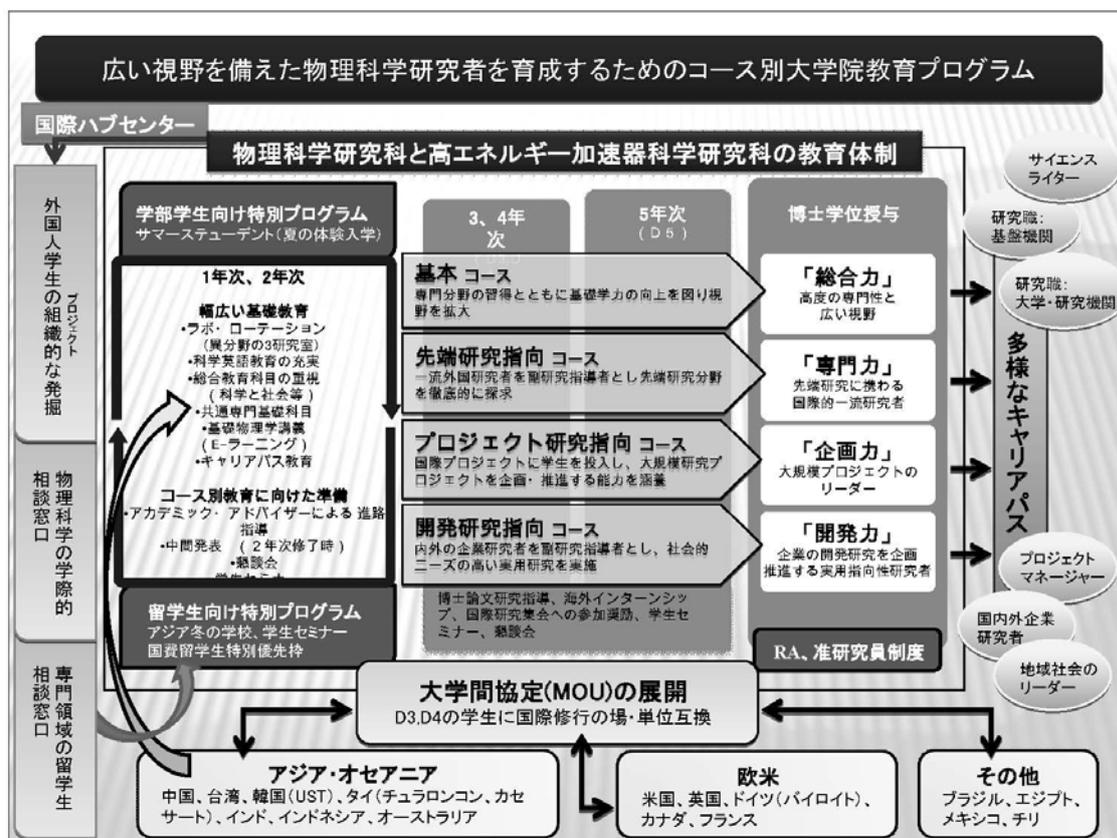 広い視野を備えた物理科学研究者を育成するためのコース別大学院教育プログラム
国際ハブセンター
外国人学生の組織的な発掘
プロジェクト
物理科学の学際的
相談窓口
専門領域の留学生
相談窓口
物理科学研究科と高エネルギー加速器科学研究科の教育体制
学部学生向け特別プログラム
サマーステューデント(夏の体験入学)
1年次、2年次
幅広い基礎教育
•ラボ・ローテーション
(異分野の3研究室)
•科学英語教育の充実
•総合教育科目の重視
(科学と社会等)
•共通専門基礎科目
•基礎物理学講義
(E-ラーニング)
•キャリアパス教育
コース別教育に向けた準備
•アカデミック・アドバイザーによる 進路
指導
•中間発表 (2年次修了時)
•懇談会
学生セミナ
留学生向け特別プログラム
アジア冬の学校、学生セミナー
国費留学生特別優先枠
3、4年
次
5年次
(D5)
基本 コース
専門分野の習得とともに基礎学力の向上を図り視
野を拡大
先端研究指向 コース
一流外国研究者を副研究指導者とし先端研究分野
を徹底的に探求
プロジェクト研究指向 コース
国際プロジェクトに学生を投入し、大規模研究プ
ロジェクトを企画・推進する能力を涵養
開発研究指向 コース
内外の企業研究者を副研究指導者とし、社会的
ニーズの高い実用研究を実施
博士論文研究指導、海外インターンシッ
プ、国際研究集会への参加奨励、学生セ
ミナー、懇談会
博士学位授与
「総合力」
高度の専門性と
広い視野
「専門力」
先端研究に携わる
国際的一流研究者
「企画力」
大規模プロジェクトの
リーダー
「開発力」
企業の開発研究を企画
推進する実用指向性研究者
RA、准研究員制度
サイエンス
ライター
研究職:
基盤機関
研究職:
大学・研究機関
多様なキャリアパス
プロジェクト
マネージャー
国内外企業
研究者
地域社会の
リーダー
大学間協定(MOU)の展開
D3,D4の学生に国際修行の場・単位互換
アジア・オセアニア
中国、台湾、韓国(UST)、タイ(チュラロンコン、カセ
サート)、インド、インドネシア、オーストラリア
欧米
米国、英国、ドイツ(バイロイト)、
カナダ、フランス
その他
ブラジル、エジプト、
メキシコ、チリ